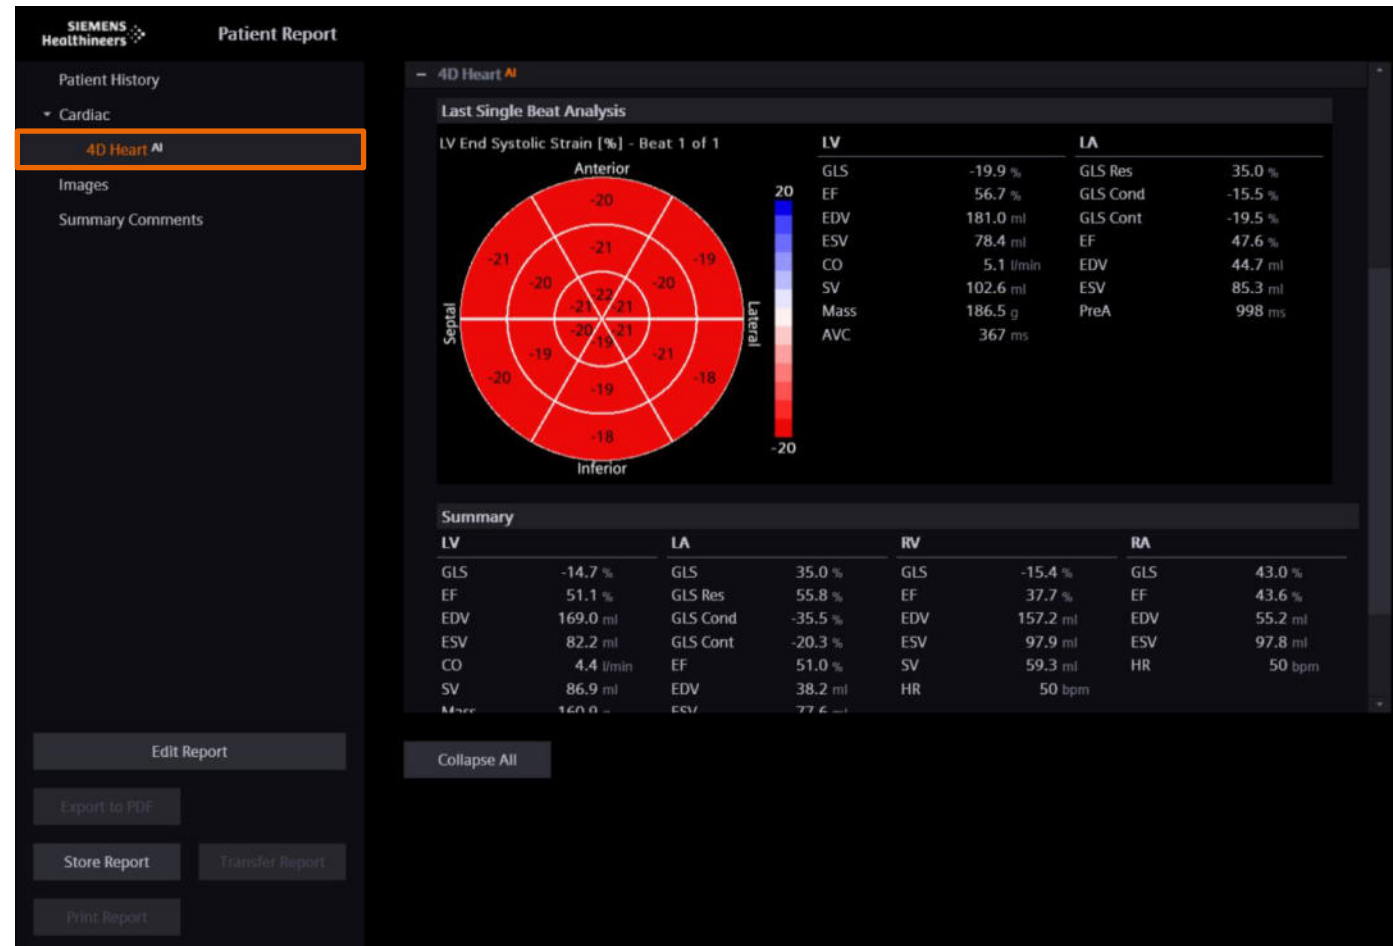 SIEMENS
Healthineers
Patient Report
Patient History
Cardiac
4D Heart AI
Images
Summary Comments
Edit Report
Export to PDF
Store Report Transfer Report
Print Report
4D Heart AI
Last Single Beat Analysis
LV End Systolic Strain [%] - Beat 1 of 1
Anterior
Septal
Lateral
Inferior
-20
-21
-21
-19
-20
-20
-22
-21 -21
-20 -21
-19
-19
-21
-20
-18
-19
-18
20
-20
LV
GLS -19.9 %
EF 56.7 %
EDV 181.0 ml
ESV 78.4 ml
CO 5.1 l/min
SV 102.6 ml
Mass 186.5 g
AVC 367 ms
LA
GLS Res 35.0 %
GLS Cond -15.5 %
GLS Cont -19.5 %
EF 47.6 %
EDV 44.7 ml
ESV 85.3 ml
PreA 998 ms
Summary
LV LA RV RA
GLS -14.7 % GLS 35.0 % GLS -15.4 % GLS 43.0 %
EF 51.1 % GLS Res 55.8 % EF 37.7 % EF 43.6 %
EDV 169.0 ml GLS Cond -35.5 % EDV 157.2 ml EDV 55.2 ml
ESV 82.2 ml GLS Cont -20.3 % ESV 97.9 ml ESV 97.8 ml
CO 4.4 l/min EF 51.0 % SV 59.3 ml HR 50 bpm
SV 86.9 ml EDV 38.2 ml HR 50 bpm
Mass 160.9 ESV 77.6 ml
Collapse All